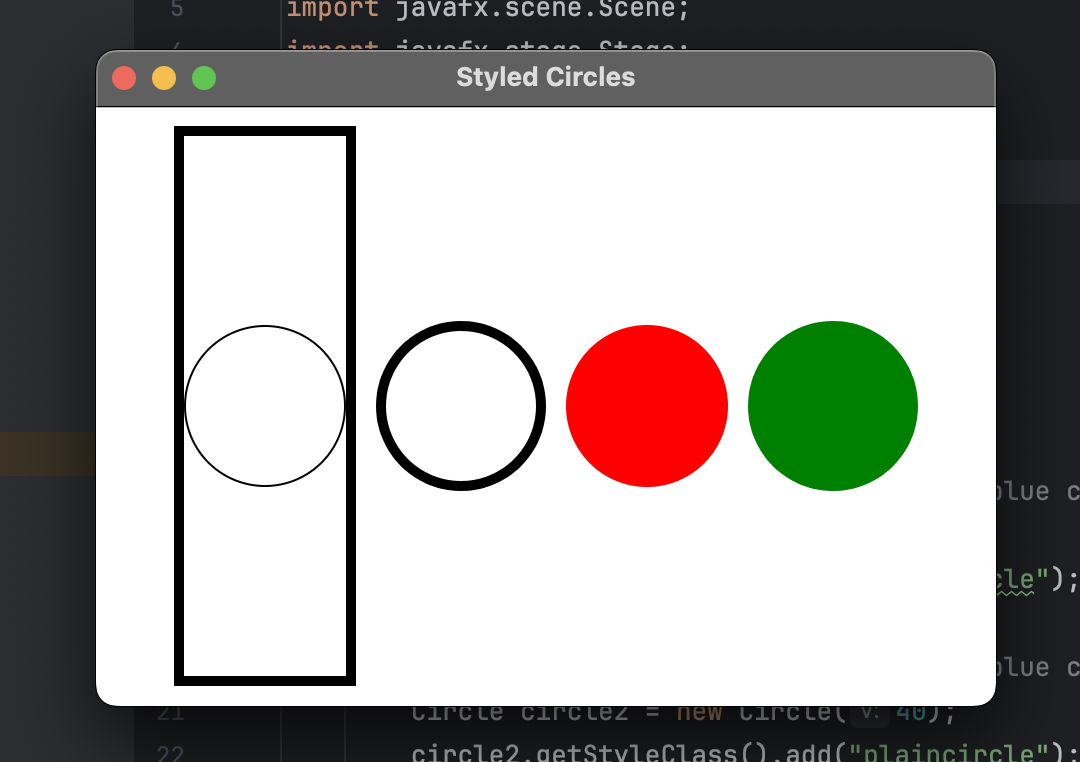 5 import javafx.scene.Scene;
import javafx.stage.Stage;
Styled Circles
blue c
cle");
blue c
21 Circle circle2 = new Circle( v: 40);
22 circle2.getStyleClass().add("plaincircle");